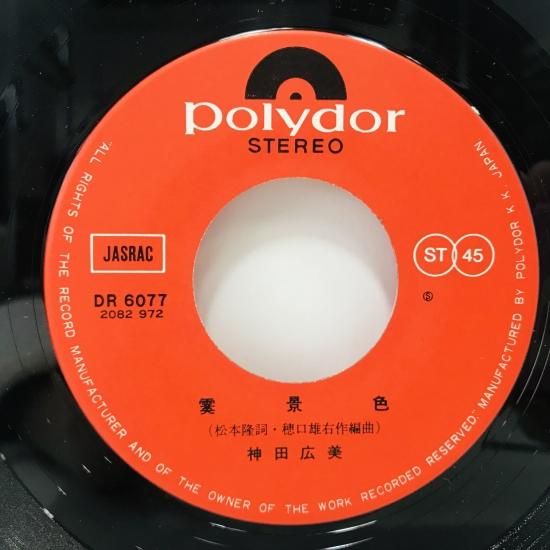 polydor
STEREO
JASRAC
ST 45
DR 6077
2082 972
Ⓢ
景色
(松本隆詞・穂口雄右作編曲)
神田広美
"ALL RIGHTS OF THE RECORD MANUFACTURER AND OF THE OWNER OF THE WORK RECORDED RESERVED." MANUFACTURED BY POLYDOR K.K. JAPAN